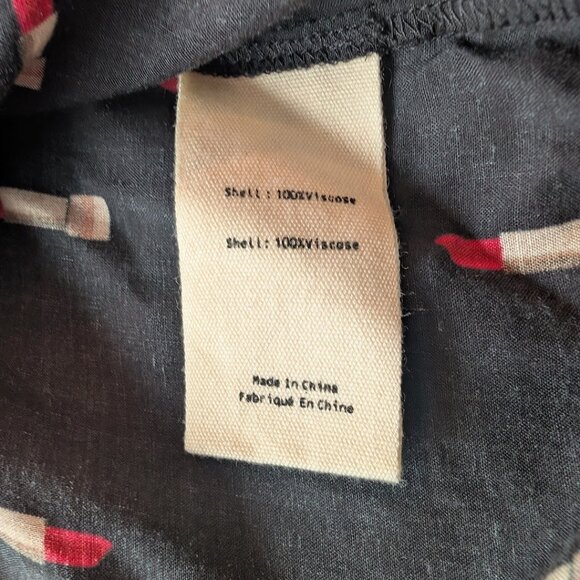 Shell : 100%Viscose
Shell: 100%Viscose
Made In China
Fabriqué En Chine